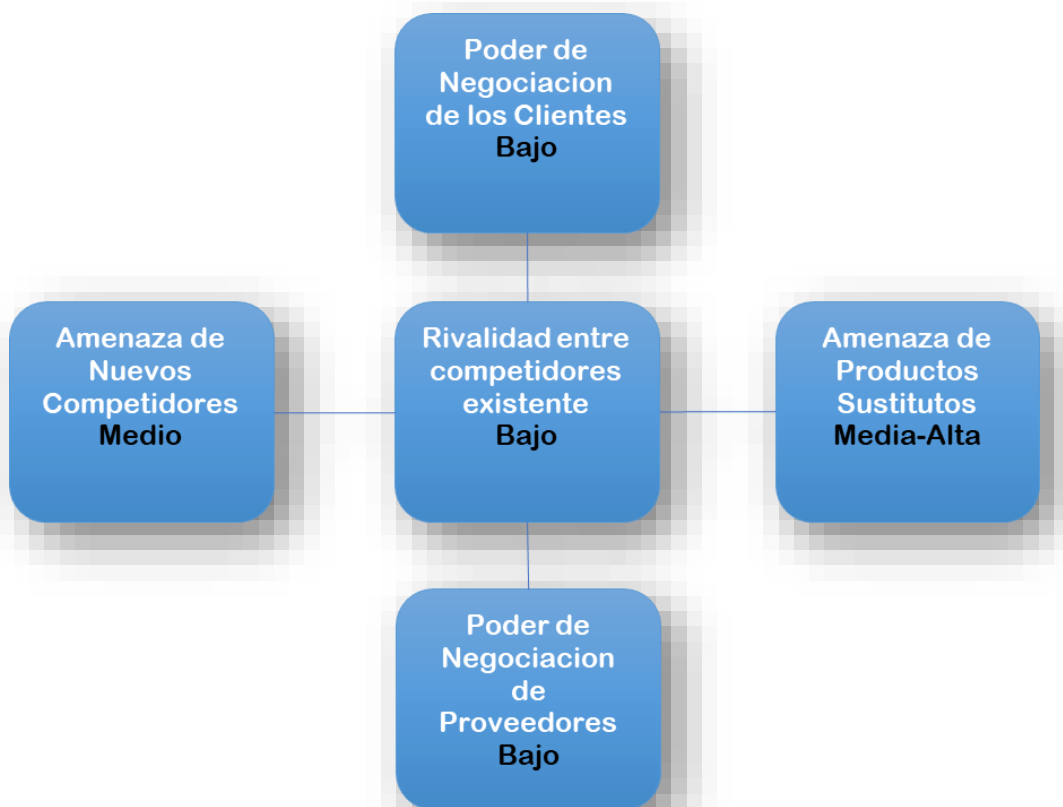 Poder de
Negociacion
de los Clientes
Bajo
Amenaza de
Nuevos
Competidores
Medio
Rivalidad entre
competidores
existente
Bajo
Amenaza de
Productos
Sustitutos
Media-Alta
Poder de
Negociacion
de
Proveedores
Bajo